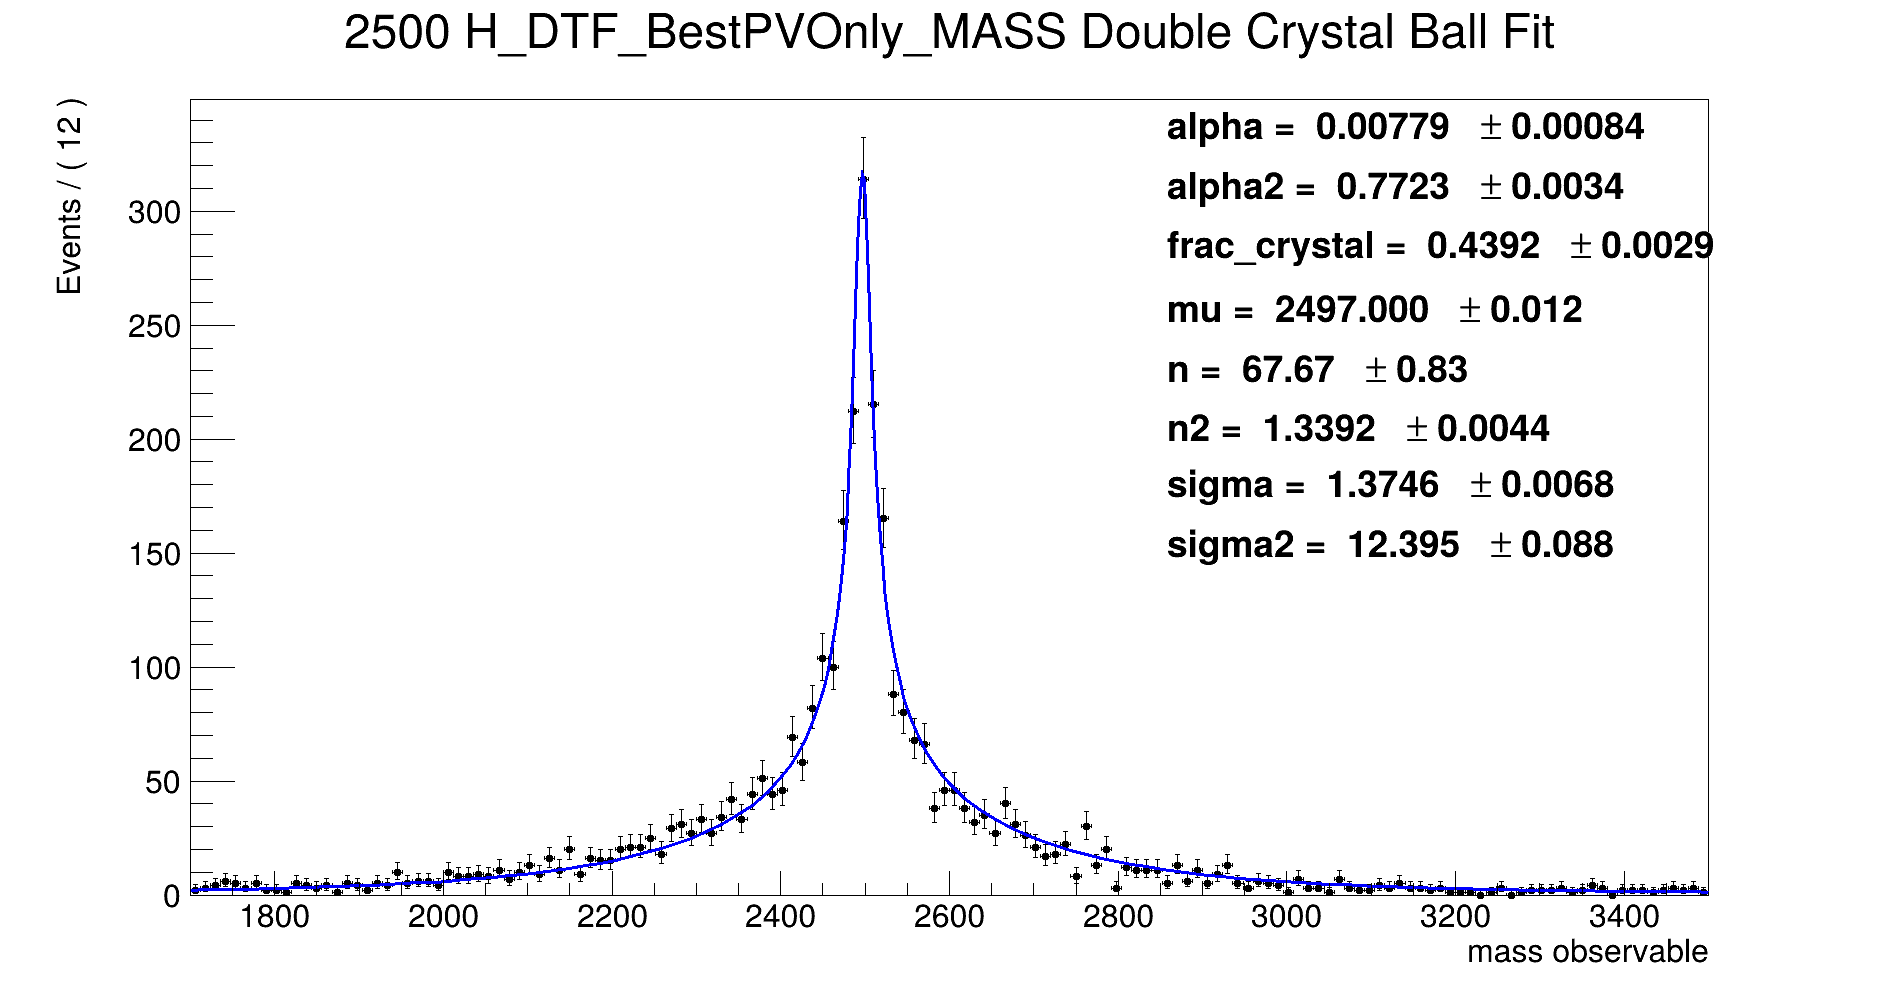 2500 H_DTF_BestPVOnly_MASS Double Crystal Ball Fit
Events / ( 12 )
alpha = 0.00779 ± 0.00084
alpha2 = 0.7723 ± 0.0034
frac_crystal = 0.4392 ± 0.0029
mu = 2497.000 ± 0.012
n = 67.67 ± 0.83
n2 = 1.3392 ± 0.0044
sigma = 1.3746 ± 0.0068
sigma2 = 12.395 ± 0.088
300
250
200
150
100
50
0
1800 2000 2200 2400 2600 2800 3000 3200 3400
mass observable